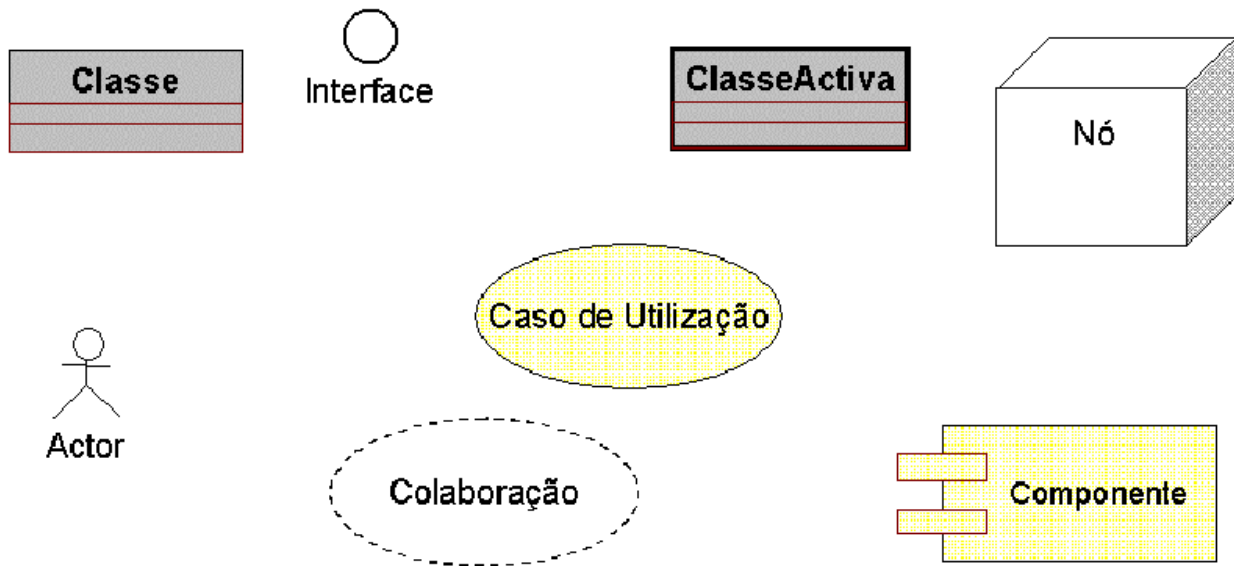 Classe
Interface
ClasseActiva
Nó
Caso de Utilização
Actor
Colaboração
Componente